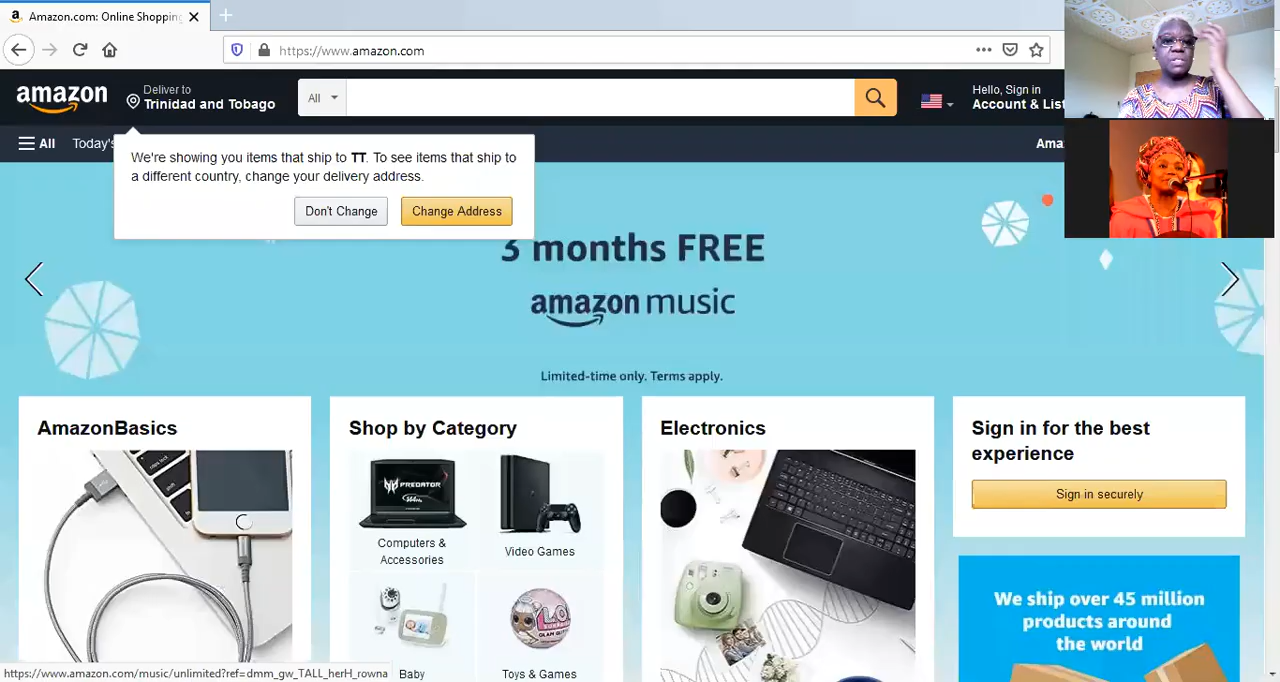 Amazon.com: Online Shopping
https://www.amazon.com
amazon
Deliver to
Trinidad and Tobago
All
Hello, Sign in
Account & List
All
Today's
Ama
We're showing you items that ship to TT. To see items that ship to
a different country, change your delivery address.
Don't Change
Change Address
3 months FREE
amazon music
Limited-time only. Terms apply.
AmazonBasics
Shop by Category
PREDATOR
Computers &
Accessories
Video Games
Baby
Toys & Games
Electronics
Sign in for the best
experience
Sign in securely
We ship over 45 million
products around
the world
https://www.amazon.com/music/unlimited?ref=dmm_gw_TALL_herH_rowna